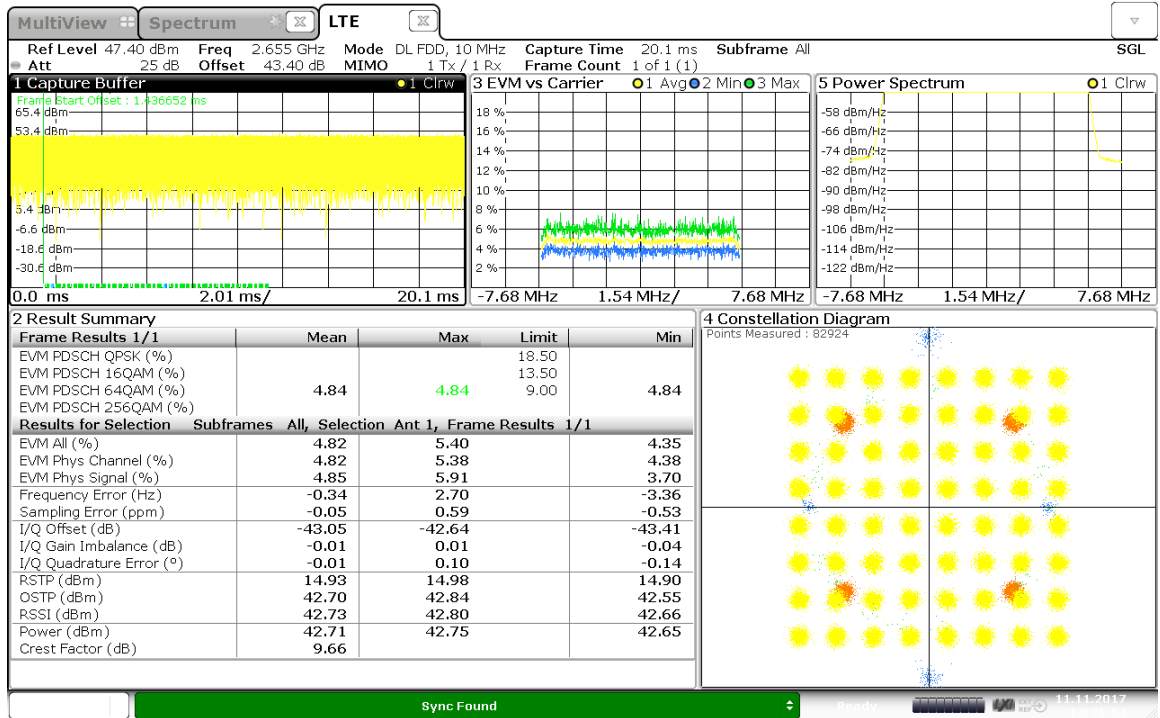 MultiView Spectrum LTE
Ref Level 47.40 dBm Freq 2.655 GHz Mode DL FDD, 10 MHz Capture Time 20.1 ms Subframe All SGL
Att 25 dB Offset 43.40 dB MIMO 1 Tx / 1 Rx Frame Count 1 of 1 (1)
1 Capture Buffer 1 Clrw
Frame Start Offset : 1.436652 ms
65.4 dBm
53.4 dBm
5.4 dBm
-6.6 dBm
-18.6 dBm
-30.6 dBm
0.0 ms 2.01 ms/ 20.1 ms
3 EVM vs Carrier 1 Avg 2 Min 3 Max
18 %
16 %
14 %
12 %
10 %
8 %
6 %
4 %
2 %
-7.68 MHz 1.54 MHz/ 7.68 MHz
5 Power Spectrum 1 Clrw
-58 dBm/Hz
-66 dBm/Hz
-74 dBm/Hz
-82 dBm/Hz
-90 dBm/Hz
-98 dBm/Hz
-106 dBm/Hz
-114 dBm/Hz
-122 dBm/Hz
-7.68 MHz 1.54 MHz/ 7.68 MHz
2 Result Summary
Frame Results 1/1 Mean Max Limit Min
EVM PDSCH QPSK (%) 18.50
EVM PDSCH 16QAM (%) 13.50
EVM PDSCH 64QAM (%) 4.84 4.84 9.00 4.84
EVM PDSCH 256QAM (%)
Results for Selection Subframes All, Selection Ant 1, Frame Results 1/1
EVM All (%) 4.82 5.40 4.35
EVM Phys Channel (%) 4.82 5.38 4.38
EVM Phys Signal (%) 4.85 5.91 3.70
Frequency Error (Hz) -0.34 2.70 -3.36
Sampling Error (ppm) -0.05 0.59 -0.53
I/Q Offset (dB) -43.05 -42.64 -43.41
I/Q Gain Imbalance (dB) -0.01 0.01 -0.04
I/Q Quadrature Error (°) -0.01 0.10 -0.14
RSTP (dBm) 14.93 14.98 14.90
OSTP (dBm) 42.70 42.84 42.55
RSSI (dBm) 42.73 42.80 42.66
Power (dBm) 42.71 42.75 42.65
Crest Factor (dB) 9.66
4 Constellation Diagram
Points Measured : 82924
Sync Found
Ready
LXI
EXT
REF
11.11.2017